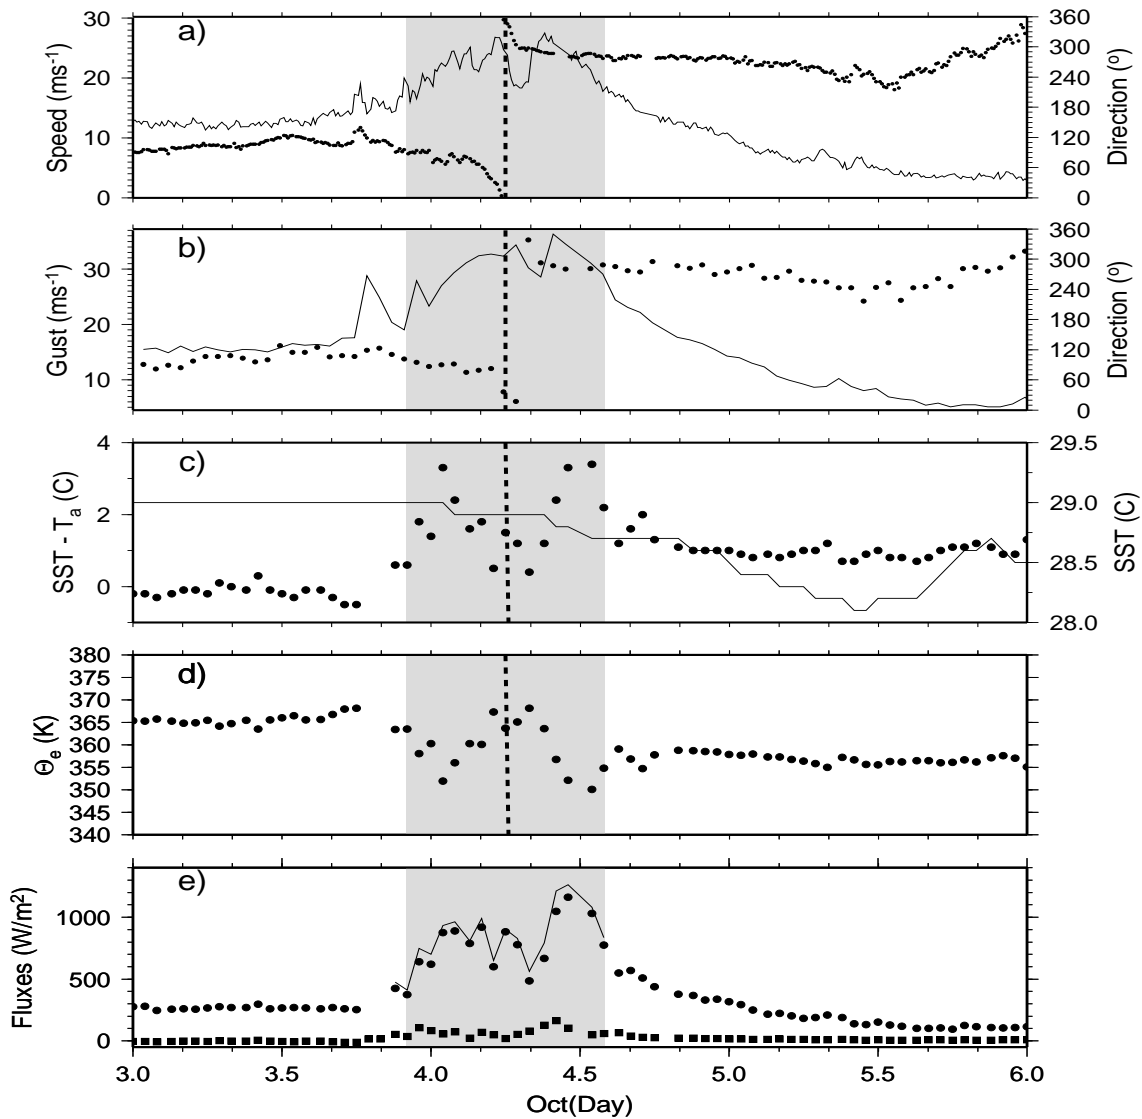 a)
30
20
10
0
Speed (ms-1)
360
300
240
180
120
60
0
Direction (o)
b)
30
20
10
Gust (ms-1)
360
300
240
180
120
60
0
Direction (o)
c)
4
2
0
SST - Ta (C)
29.5
29.0
28.5
28.0
SST (C)
d)
380
375
370
365
360
355
350
345
340
Θe (K)
e)
1000
500
0
Fluxes (W/m2)
3.0 3.5 4.0 4.5 5.0 5.5 6.0
Oct(Day)